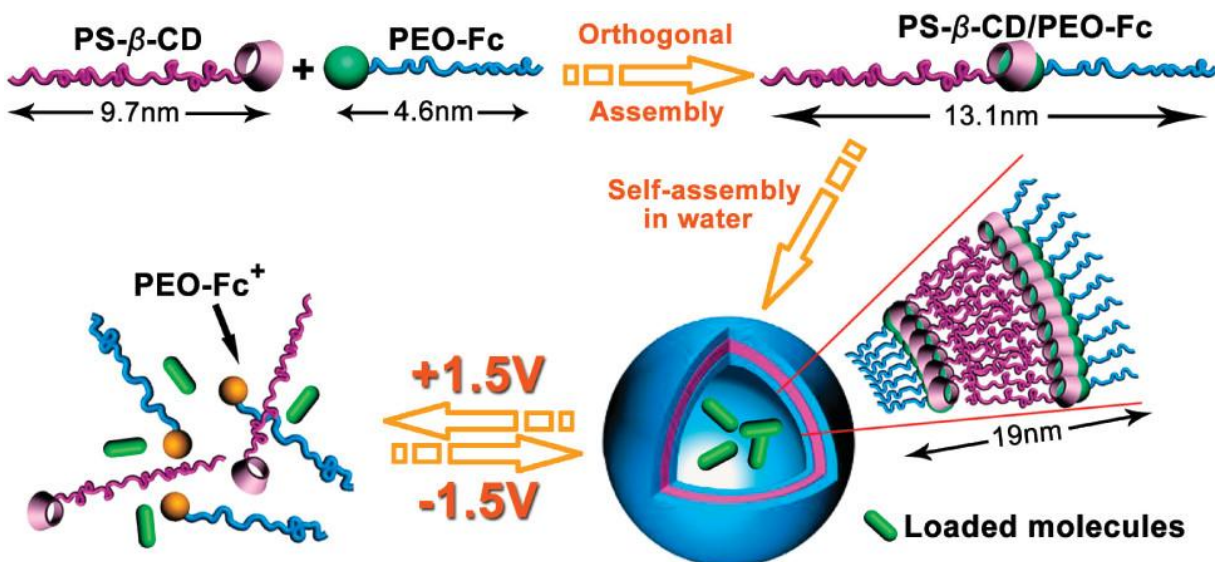 PS-β-CD
+
PEO-Fc
Orthogonal
Assembly
PS-β-CD/PEO-Fc
9.7nm
4.6nm
13.1nm
Self-assembly
in water
PEO-Fc⁺
+1.5V
-1.5V
19nm
Loaded molecules